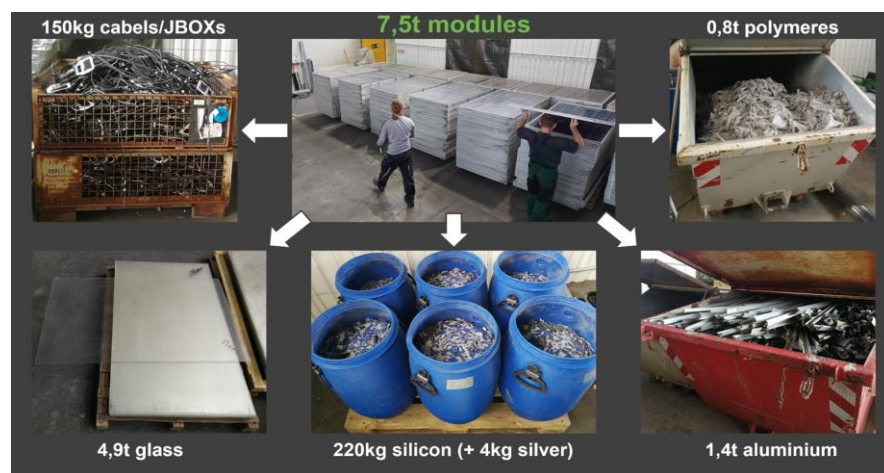 150kg cabels/JBOXs
7,5t modules
0,8t polymeres
4,9t glass
220kg silicon (+ 4kg silver)
1,4t aluminium